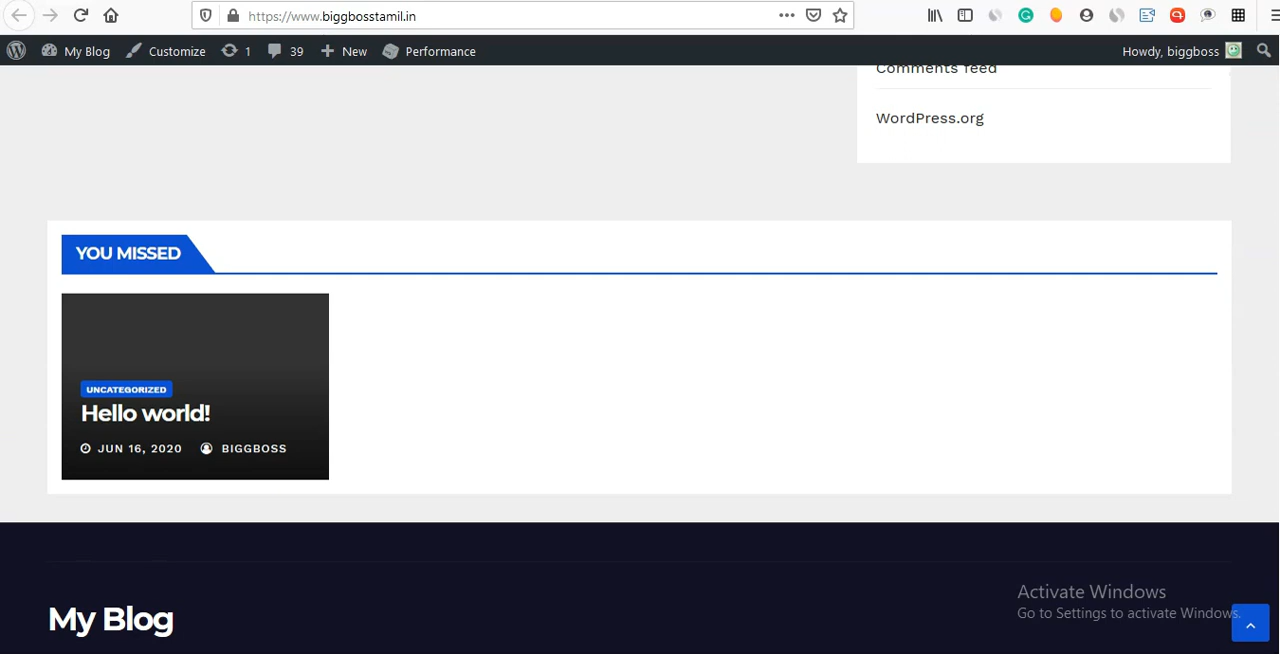 https://www.biggbosstamil.in
My Blog Customize 1 39 New Performance Howdy, biggboss
Comments feed
WordPress.org
YOU MISSED
UNCATEGORIZED
Hello world!
JUN 16, 2020 BIGGBOSS
My Blog
Activate Windows
Go to Settings to activate Windows.